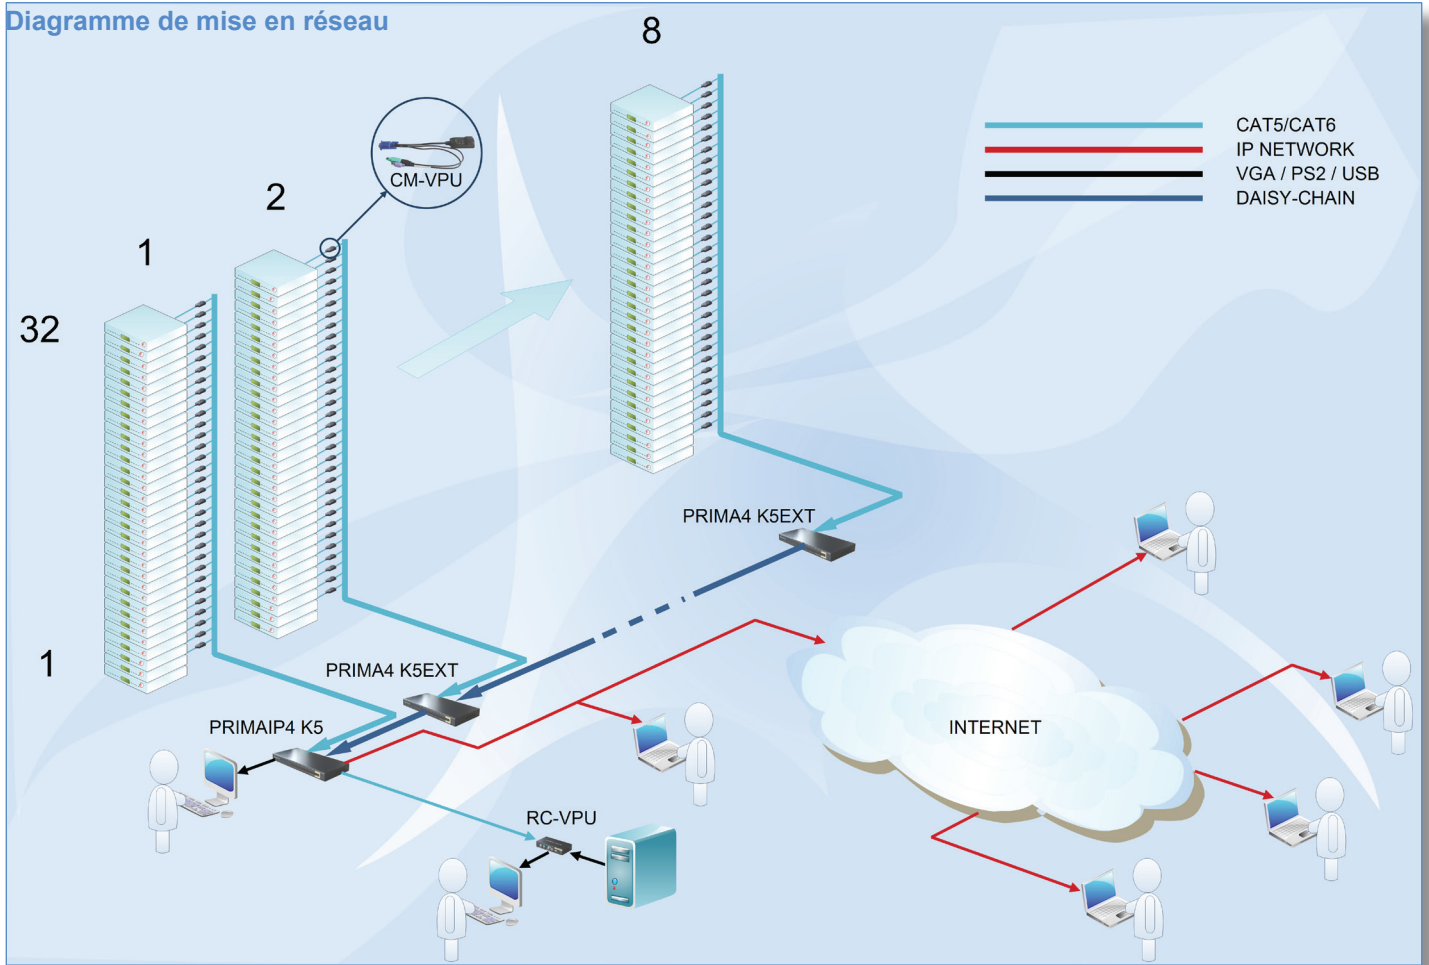 Diagramme de mise en réseau
8
CAT5/CAT6
IP NETWORK
VGA / PS2 / USB
DAISY-CHAIN
CM-VPU
2
1
32
PRIMA4 K5EXT
1
PRIMA4 K5EXT
PRIMAIP4 K5
INTERNET
RC-VPU